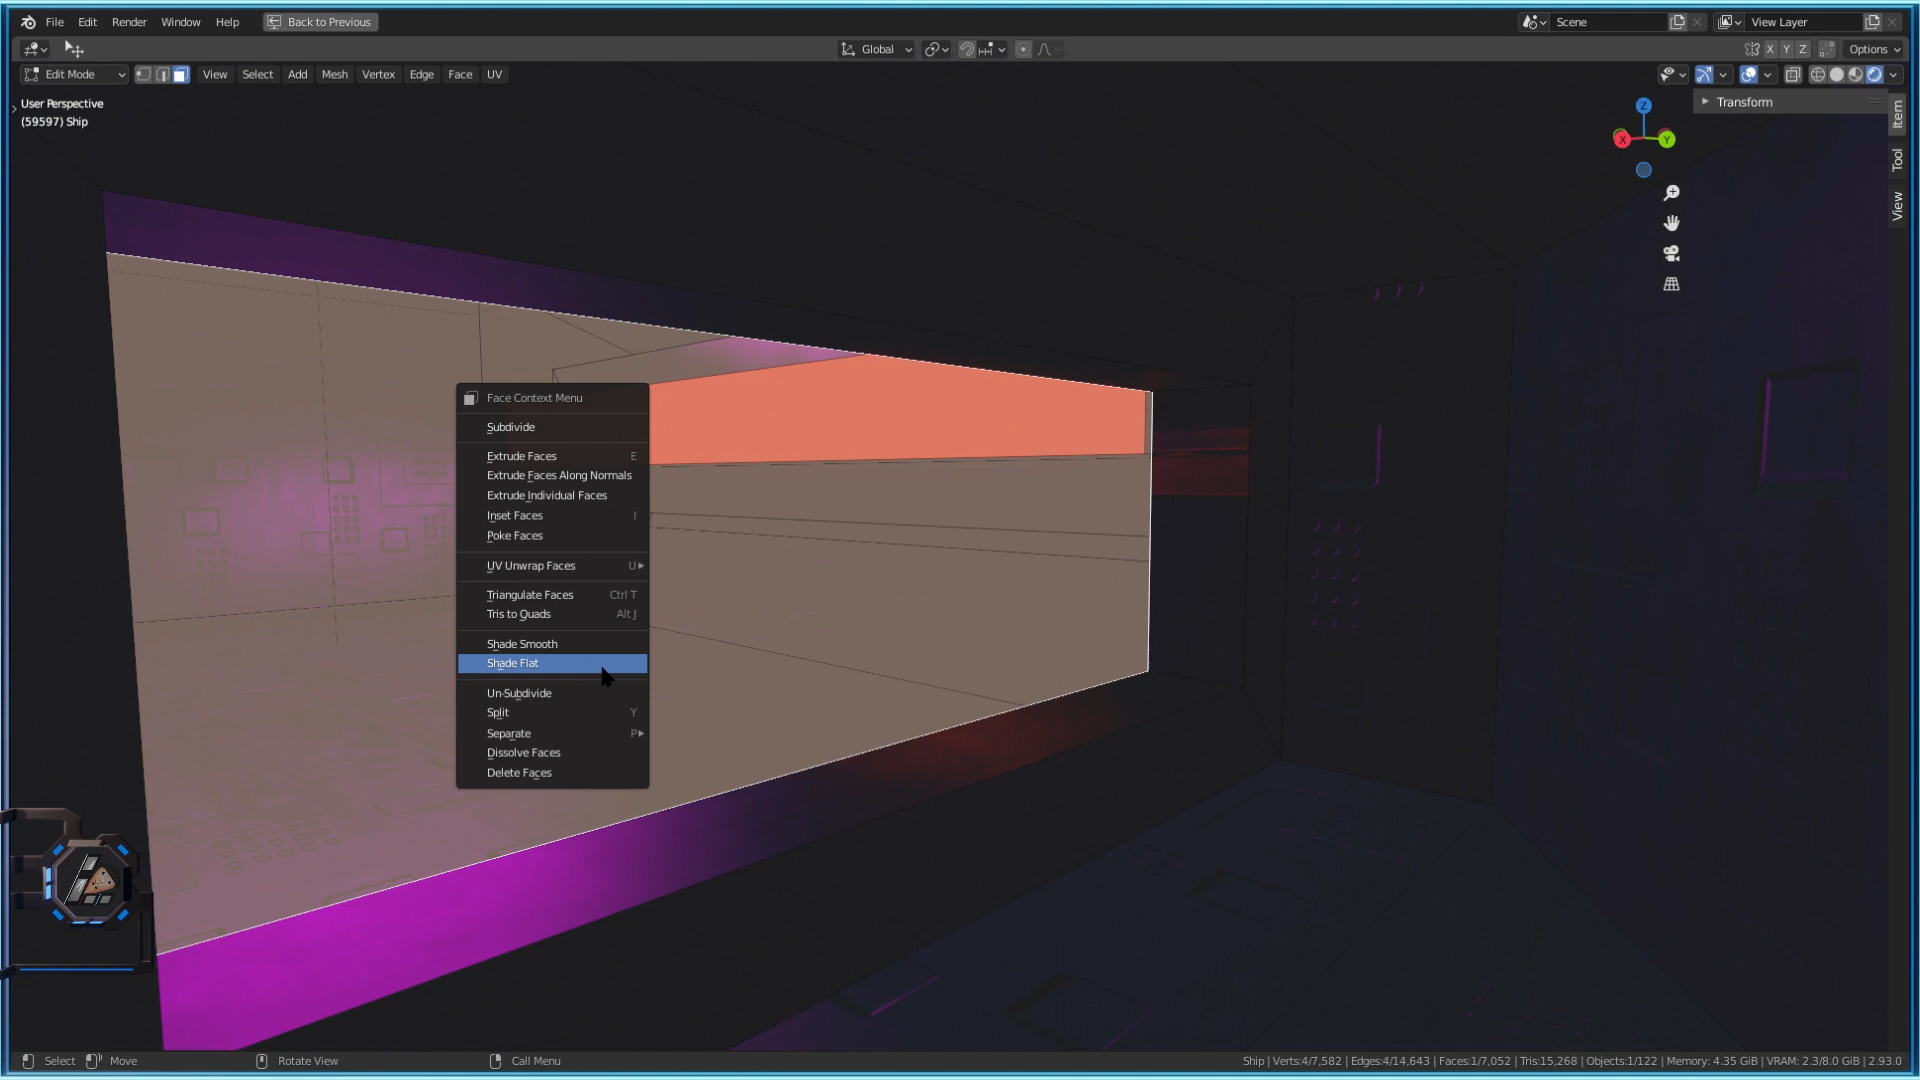 File Edit Render Window Help Back to Previous Scene View Layer
Global X Y Z Options
Edit Mode View Select Add Mesh Vertex Edge Face UV
User Perspective
(59597) Ship
Transform
Item
Tool
View
Z
X Y
Face Context Menu
Subdivide
Extrude Faces E
Extrude Faces Along Normals
Extrude Individual Faces
Inset Faces I
Poke Faces
UV Unwrap Faces U
Triangulate Faces Ctrl T
Tris to Quads Alt J
Shade Smooth
Shade Flat
Un-Subdivide
Split Y
Separate P
Dissolve Faces
Delete Faces
Select Move Rotate View Call Menu Ship | Verts:4/7,582 | Edges:4/14,643 | Faces:1/7,052 | Tris:15,268 | Objects:1/122 | Memory: 4.35 GiB | VRAM: 2.3/8.0 GiB | 2.93.0